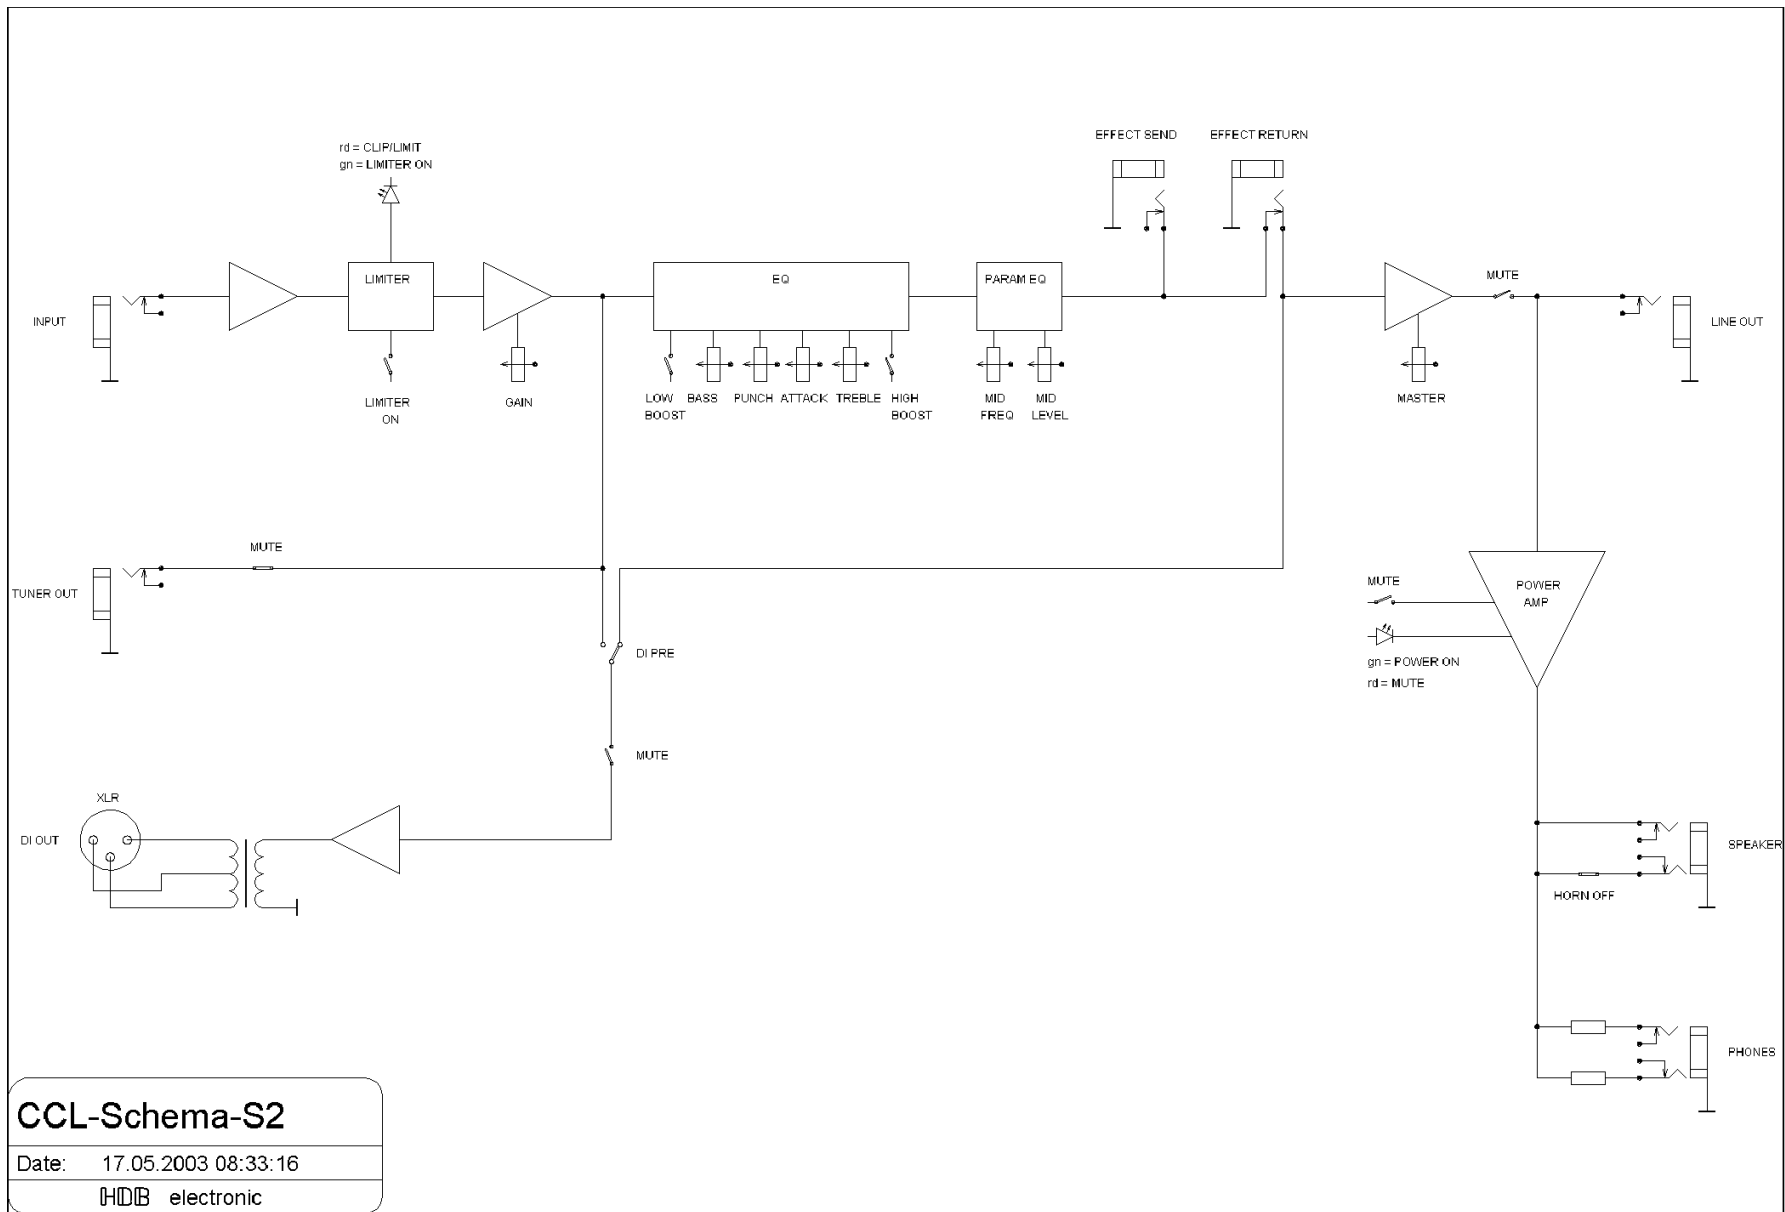 EFFECT SEND
EFFECT RETURN
rd = CLIP/LIMIT
gn = LIMITER ON
LIMITER
EQ
PARAM EQ
MUTE
INPUT
LINE OUT
LIMITER
ON
GAIN
LOW
BOOST
BASS
PUNCH
ATTACK
TREBLE
HIGH
BOOST
MID
FREQ
MID
LEVEL
MASTER
MUTE
TUNER OUT
MUTE
POWER
AMP
gn = POWER ON
rd = MUTE
DI PRE
MUTE
XLR
DI OUT
SPEAKER
HORN OFF
PHONES
CCL-Schema-S2
Date: 17.05.2003 08:33:16
HDB electronic